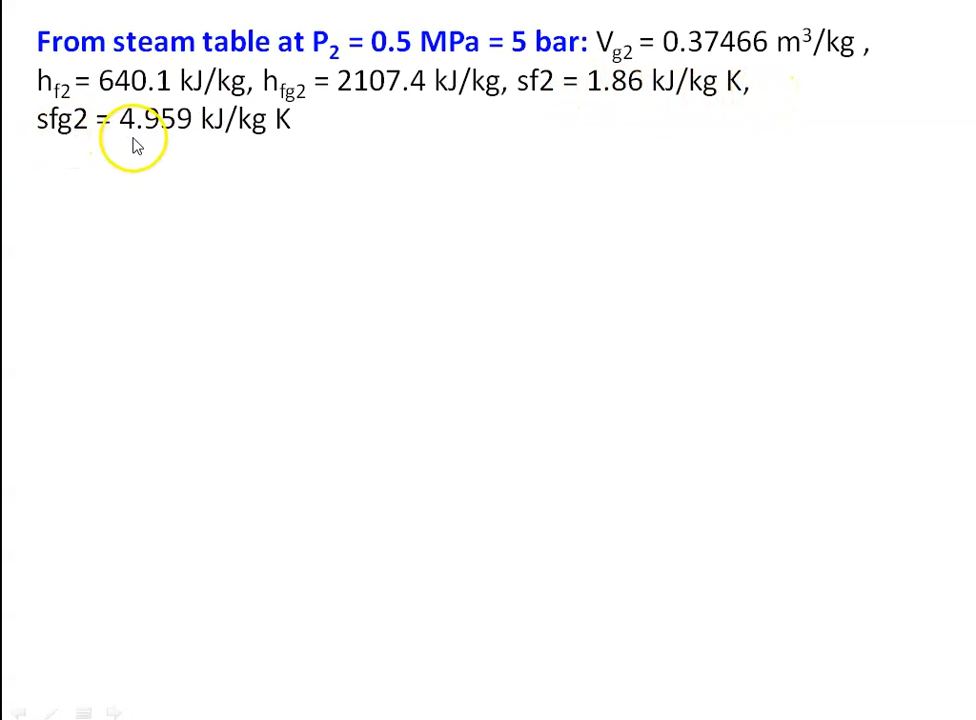 From steam table at P2 = 0.5 MPa = 5 bar: Vg2 = 0.37466 m³/kg ,
hf2 = 640.1 kJ/kg, hfg2 = 2107.4 kJ/kg, sf2 = 1.86 kJ/kg K,
sfg2 = 4.959 kJ/kg K